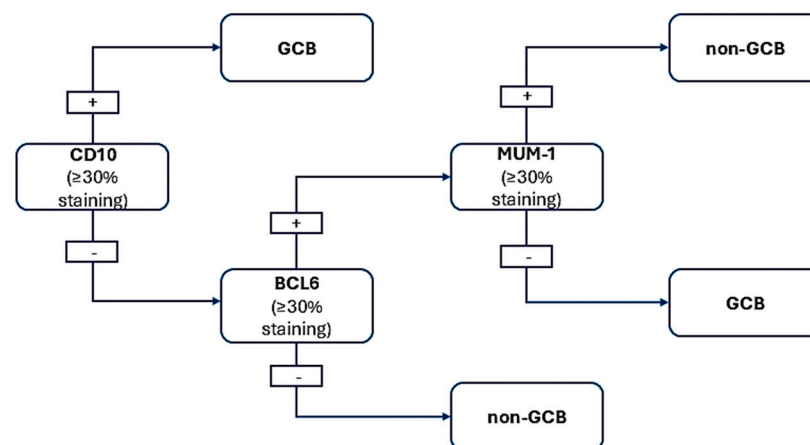 GCB
non-GCB
+
+
CD10
(≥30%
staining)
MUM-1
(≥30%
staining)
+
-
-
BCL6
(≥30%
staining)
GCB
-
non-GCB